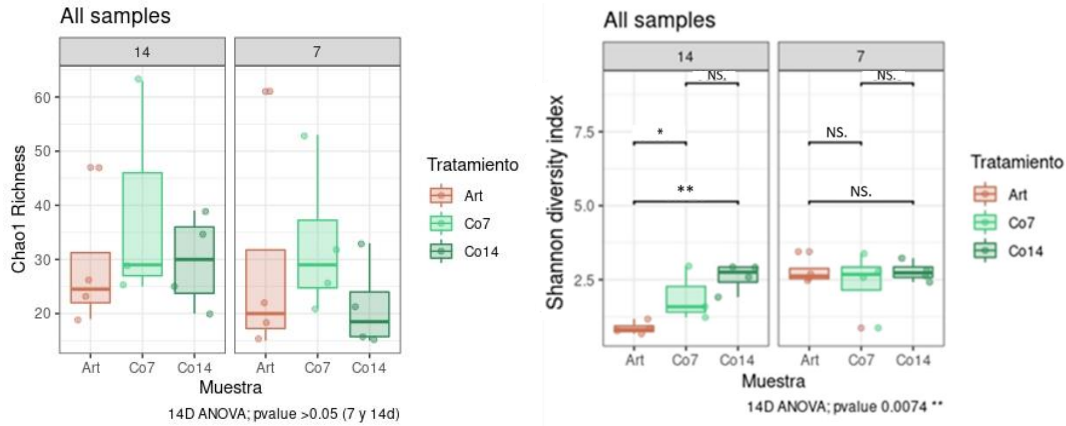 All samples
14
7
Chao1 Richness
60
50
40
30
20
Art
Co7
Co14
Art
Co7
Co14
Muestra
14D ANOVA; pvalue >0.05 (7 y 14d)
Tratamiento
Art
Co7
Co14
All samples
14
7
Shannon diversity index
7.5
5.0
2.5
NS.
*
**
NS.
NS.
NS.
Art
Co7
Co14
Art
Co7
Co14
Muestra
14D ANOVA; pvalue 0.0074 **
Tratamiento
Art
Co7
Co14